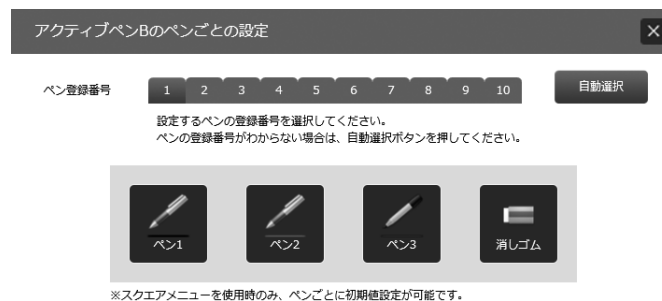 アクティブペンBのペンごとの設定
ペン登録番号 1 2 3 4 5 6 7 8 9 10 自動選択
設定するペンの登録番号を選択してください。
ペンの登録番号がわからない場合は、自動選択ボタンを押してください。
ペン1 ペン2 ペン3 消しゴム
※スクエアメニューを使用時のみ、ペンごとに初期値設定が可能です。